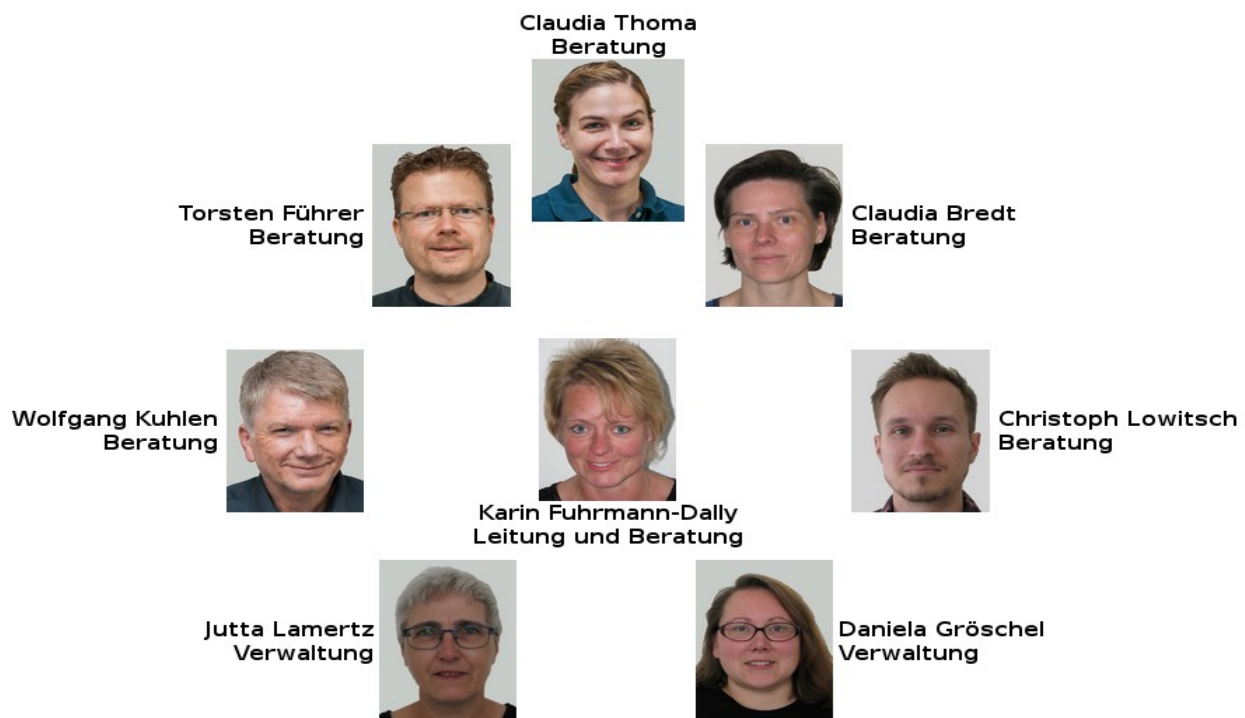 Claudia Thoma
Beratung
Torsten Führer
Beratung
Claudia Bredt
Beratung
Wolfgang Kuhlen
Beratung
Christoph Lowitsch
Beratung
Karin Fuhrmann-Dally
Leitung und Beratung
Jutta Lamertz
Verwaltung
Daniela Gröschel
Verwaltung